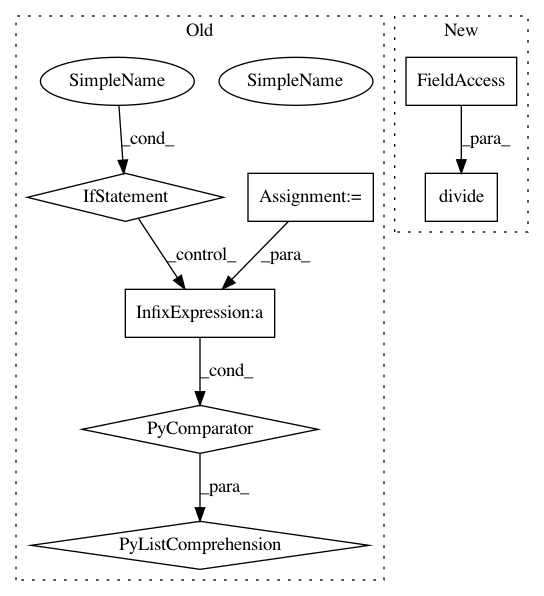 Old
New
SimpleName
SimpleName
FieldAccess
_cond_
_para_
IfStatement
Assignment:=
divide
_control_
_para_
InfixExpression:a
_cond_
PyComparator
_para_
PyListComprehension